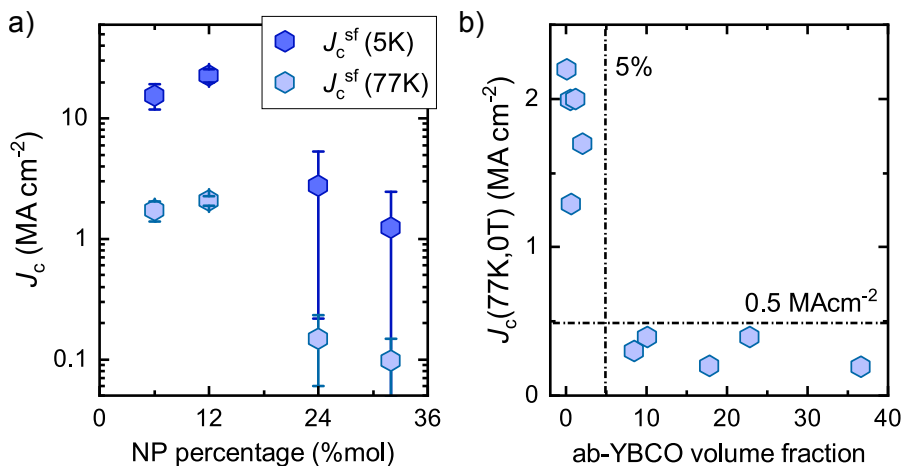 a)
J_c^sf (5K)
J_c^sf (77K)
10
1
0.1
J_c (MA cm^-2)
0
12
24
36
NP percentage (%mol)
b)
5%
0.5 MAcm^-2
2
1
0
J_c(77K,0T) (MA cm^-2)
0
10
20
30
40
ab-YBCO volume fraction